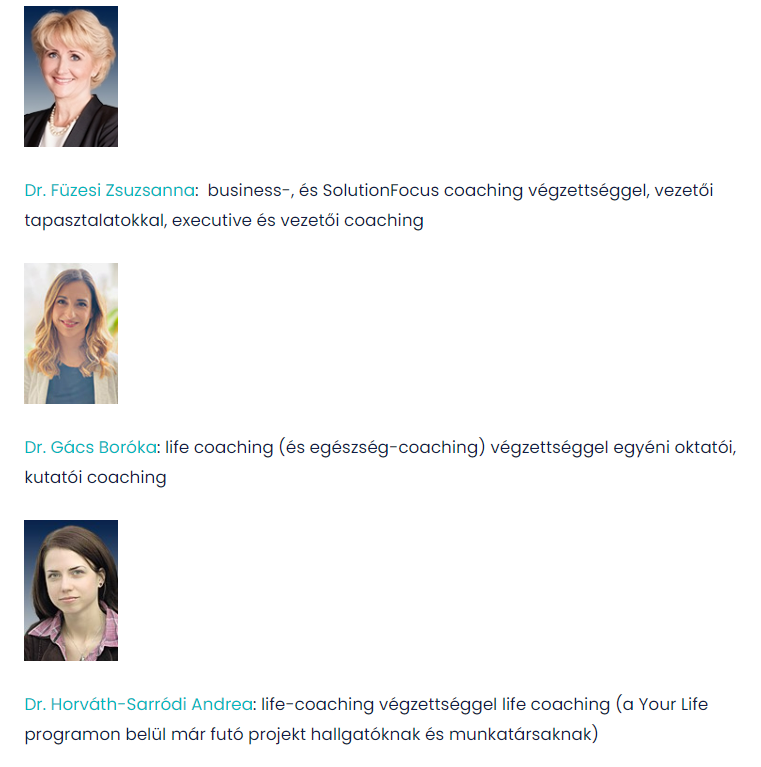 Dr. Füzesi Zsuzsanna:  business-, és SolutionFocus coaching végzettséggel, vezetői
tapasztalatokkal, executive és vezetői coaching
Dr. Gács Boróka: life coaching (és egészség-coaching) végzettséggel egyéni oktatói,
kutatói coaching
Dr. Horváth-Sarródi Andrea: life-coaching végzettséggel life coaching (a Your Life
programon belül már futó projekt hallgatóknak és munkatársaknak)